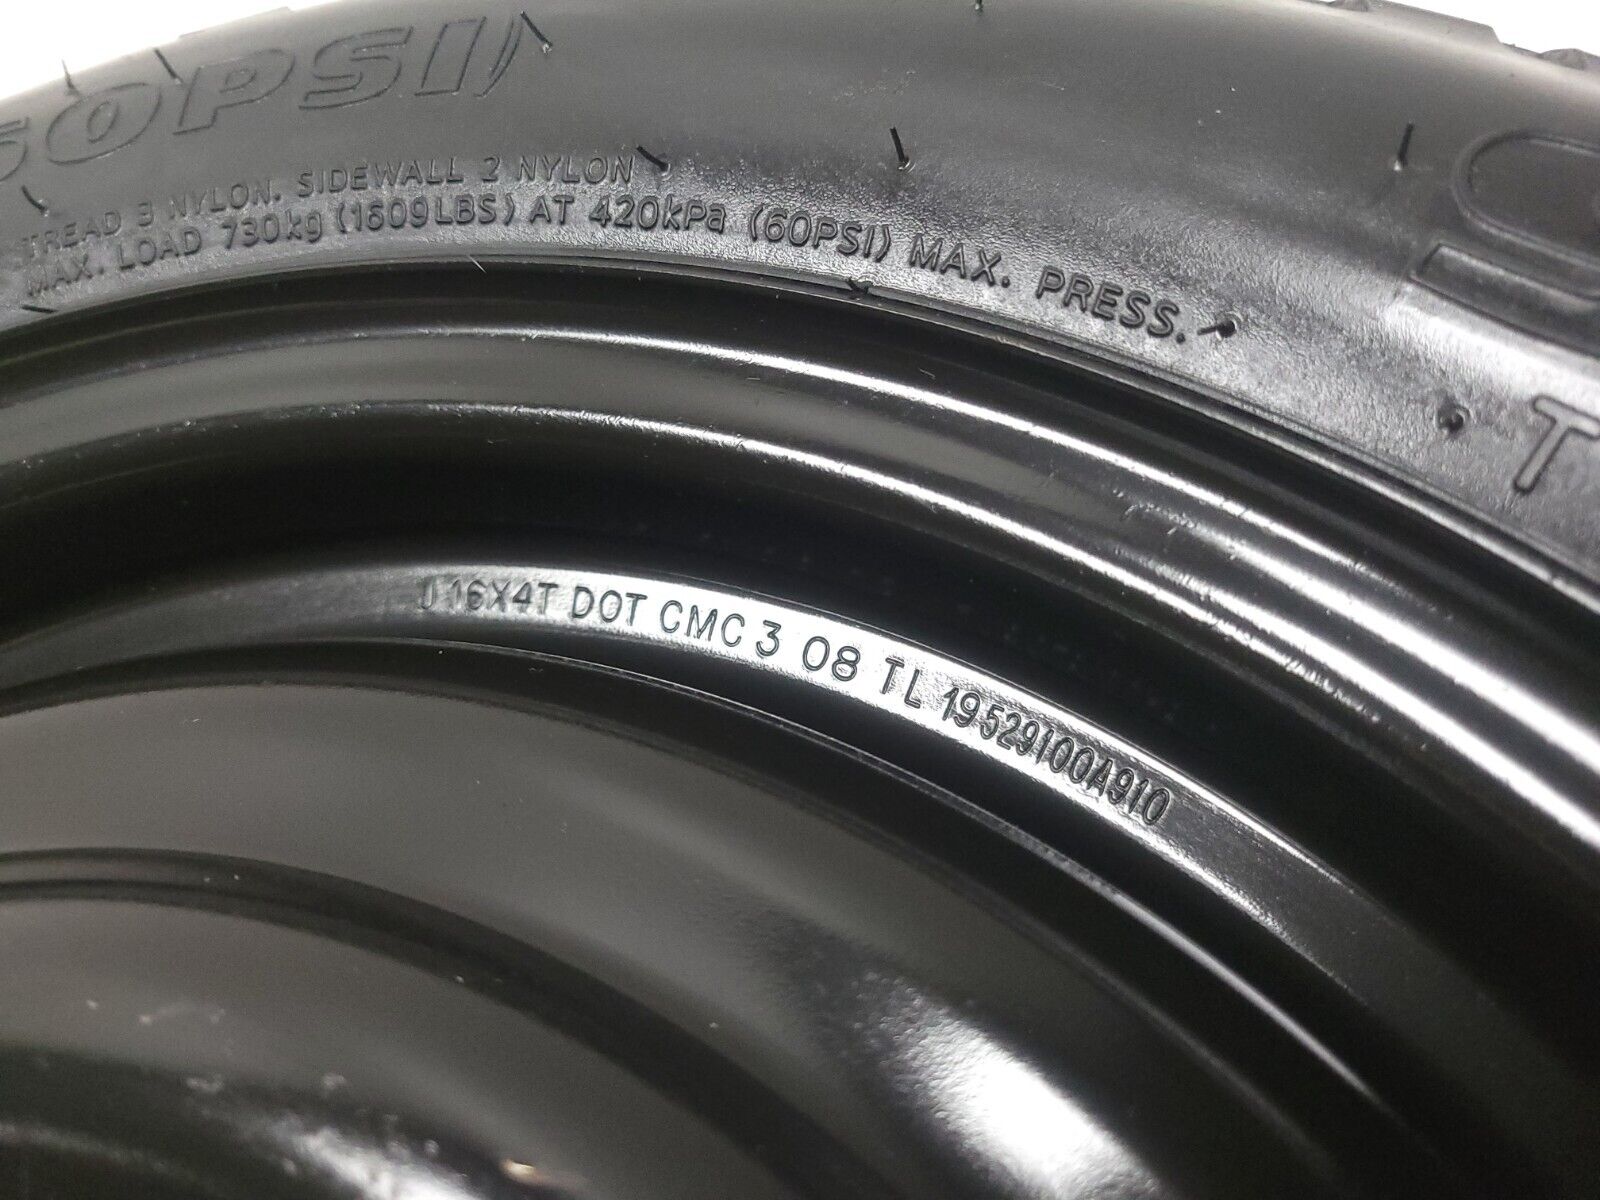 60PSI)
TREAD 3 NYLON. SIDEWALL 2 NYLON
MAX. LOAD 730kg (1609LBS) AT 420kPa (60PSI) MAX. PRESS.
T
J 16X4T DOT CMC 3 08 TL 19529100A910